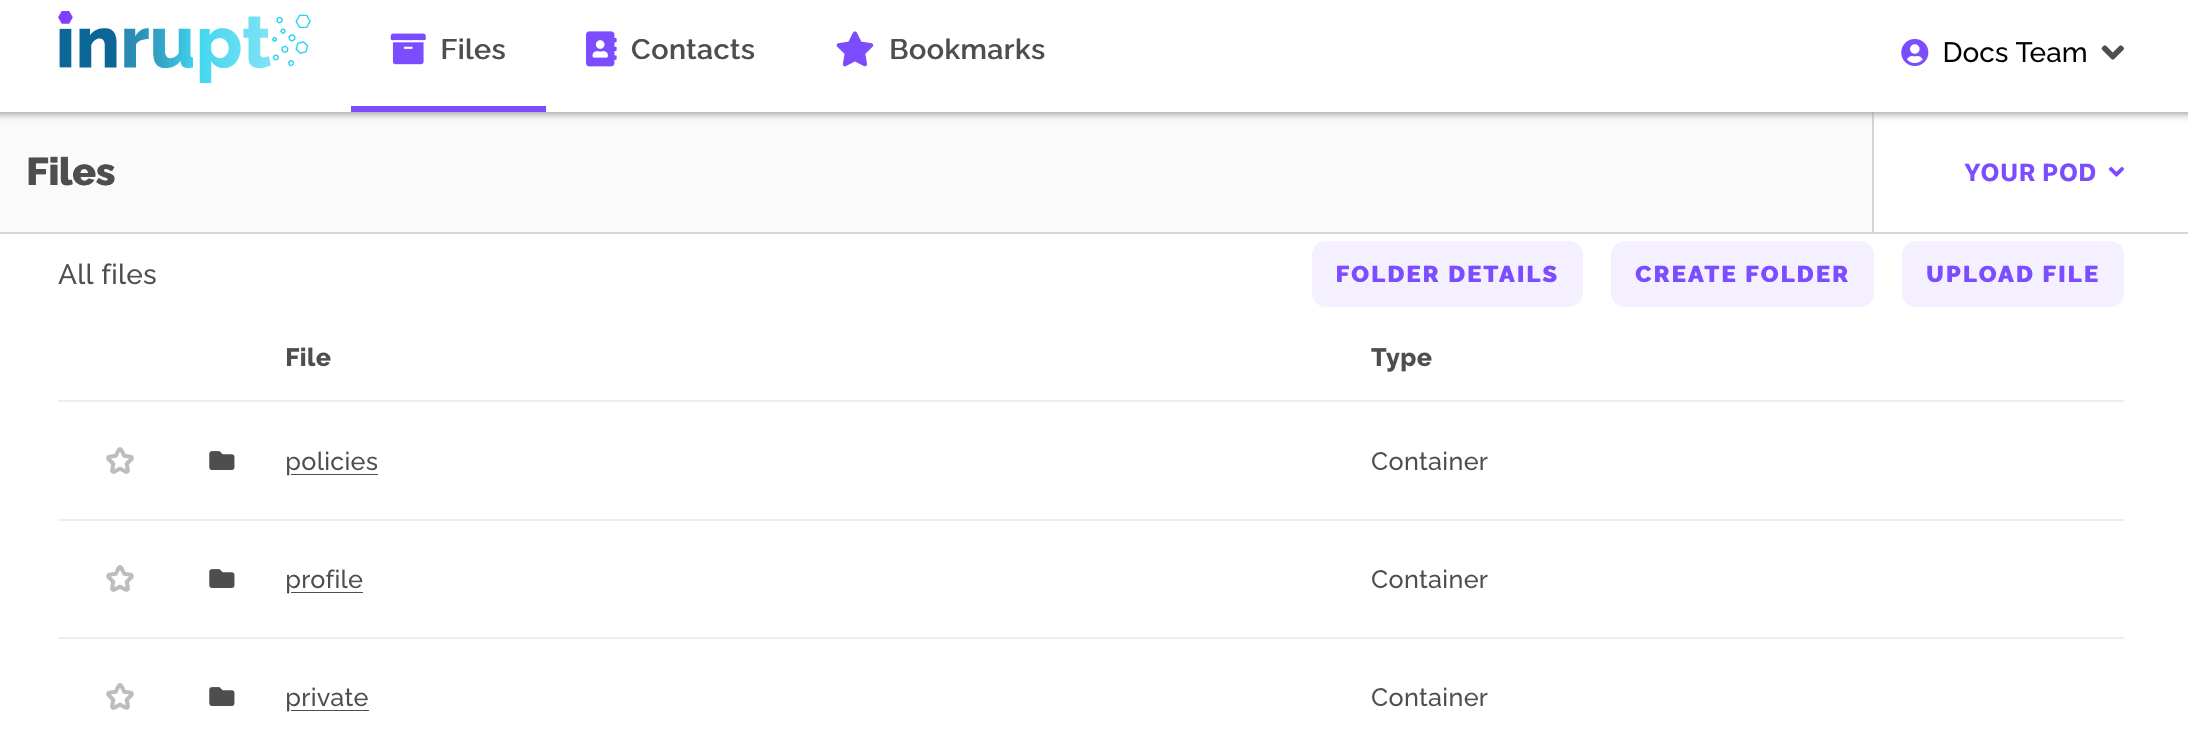 inrupt
Files
Contacts
Bookmarks
Docs Team
Files
YOUR POD
All files
FOLDER DETAILS
CREATE FOLDER
UPLOAD FILE
File
Type
policies
Container
profile
Container
private
Container